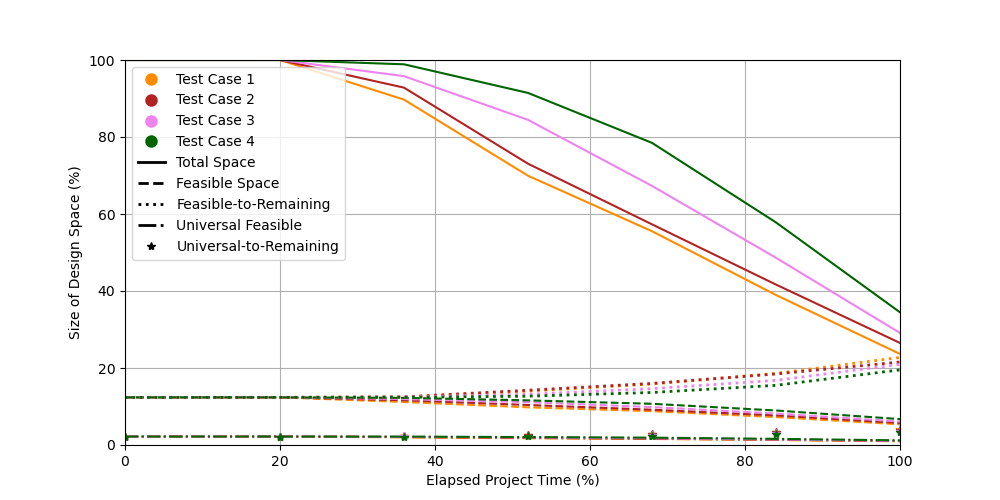 100
80
60
40
20
0
Size of Design Space (%)
Test Case 1
Test Case 2
Test Case 3
Test Case 4
Total Space
Feasible Space
Feasible-to-Remaining
Universal Feasible
Universal-to-Remaining
0 20 40 60 80 100
Elapsed Project Time (%)